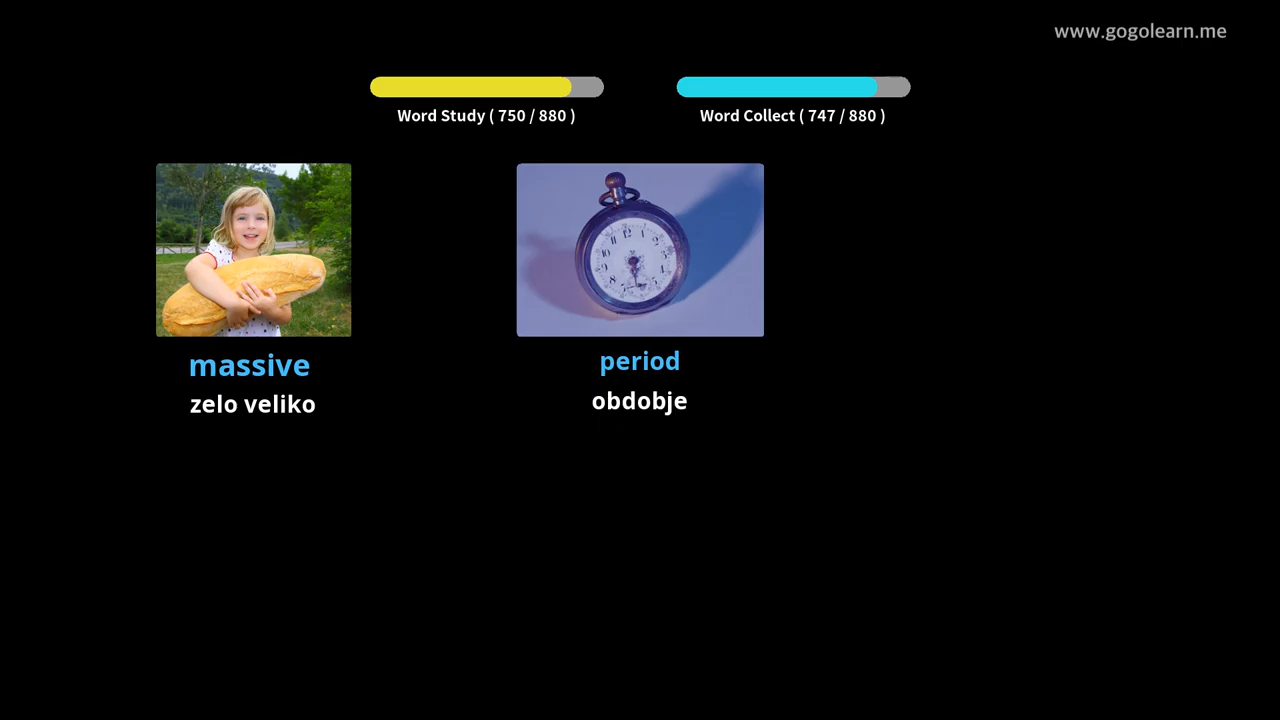 www.gogolearn.me
Word Study ( 750 / 880 )
Word Collect ( 747 / 880 )
massive
zelo veliko
period
obdobje